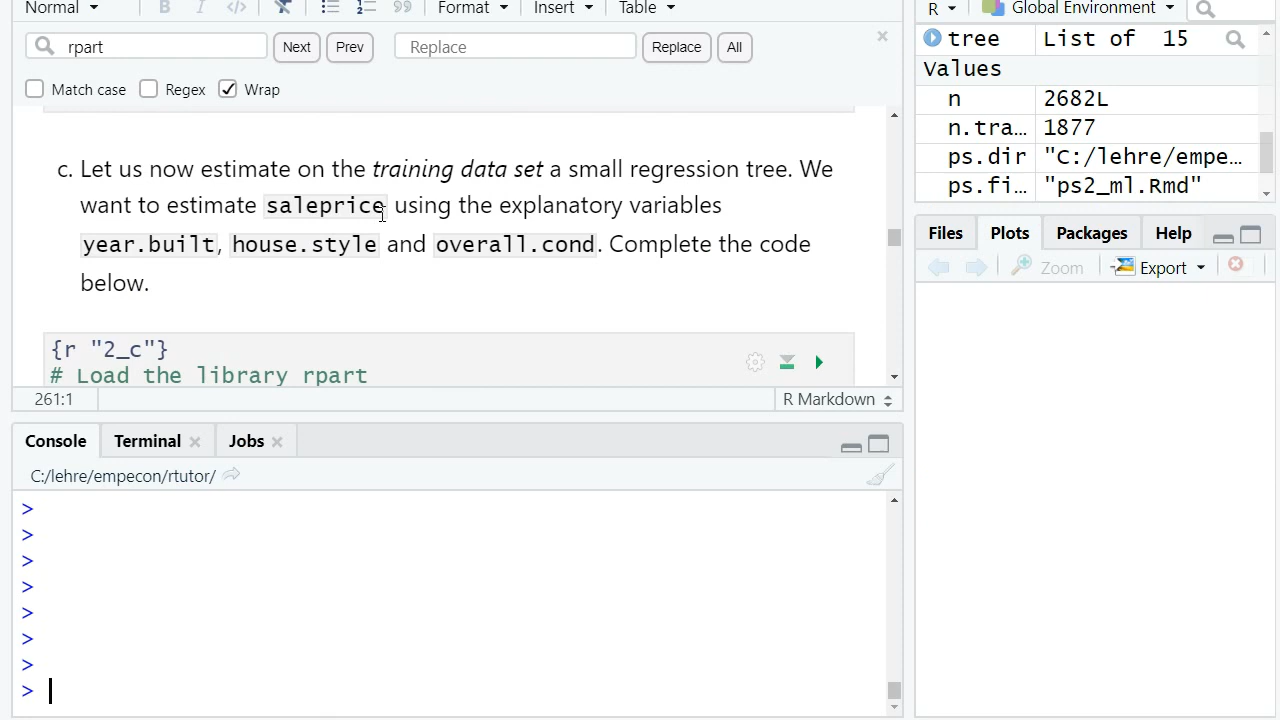 Normal B I </> Format Insert Table
rpart Next Prev Replace Replace All
Match case Regex Wrap
c. Let us now estimate on the training data set a small regression tree. We
want to estimate saleprice using the explanatory variables
year.built, house.style and overall.cond. Complete the code
below.
{r "2_c"}
# Load the library rpart
261:1 R Markdown
Console Terminal Jobs
C:/lehre/empecon/rtutor/
>
>
>
>
>
>
>
>
R Global Environment
tree List of 15
Values
n 2682L
n.tra… 1877
ps.dir "C:/lehre/empe…
ps.fi… "ps2_ml.Rmd"
Files Plots Packages Help
Zoom Export